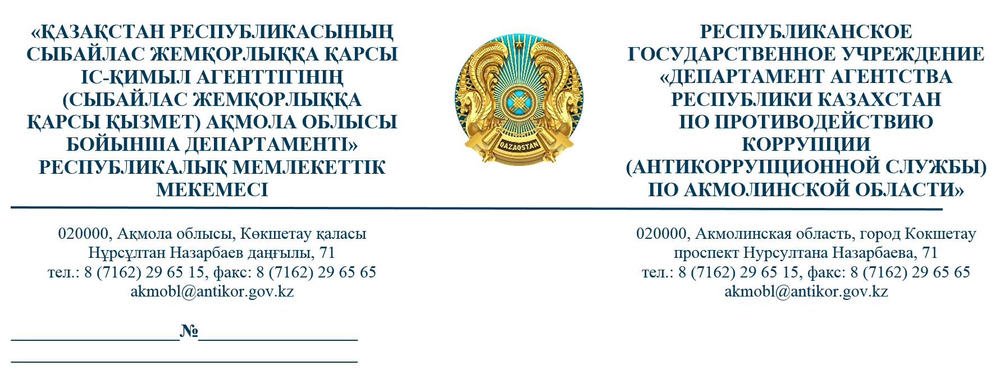 «ҚАЗАҚСТАН РЕСПУБЛИКАСЫНЫҢ
СЫБАЙЛАС ЖЕМҚОРЛЫҚҚА ҚАРСЫ
ІС-ҚИМЫЛ АГЕНТТІГІНІҢ
(СЫБАЙЛАС ЖЕМҚОРЛЫҚҚА
ҚАРСЫ ҚЫЗМЕТ) АҚМОЛА ОБЛЫСЫ
БОЙЫНША ДЕПАРТАМЕНТІ»
РЕСПУБЛИКАЛЫҚ МЕМЛЕКЕТТІК
МЕКЕМЕСІ
QAZAQSTAN
РЕСПУБЛИКАНСКОЕ
ГОСУДАРСТВЕННОЕ УЧРЕЖДЕНИЕ
«ДЕПАРТАМЕНТ АГЕНТСТВА
РЕСПУБЛИКИ КАЗАХСТАН
ПО ПРОТИВОДЕЙСТВИЮ
КОРРУПЦИИ
(АНТИКОРРУПЦИОННОЙ СЛУЖБЫ)
ПО АКМОЛИНСКОЙ ОБЛАСТИ»
020000, Ақмола облысы, Көкшетау қаласы
Нұрсұлтан Назарбаев даңғылы, 71
тел.: 8 (7162) 29 65 15, факс: 8 (7162) 29 65 65
akmobl@antikor.gov.kz
020000, Акмолинская область, город Кокшетау
проспект Нурсултана Назарбаева, 71
тел.: 8 (7162) 29 65 15, факс: 8 (7162) 29 65 65
akmobl@antikor.gov.kz
№